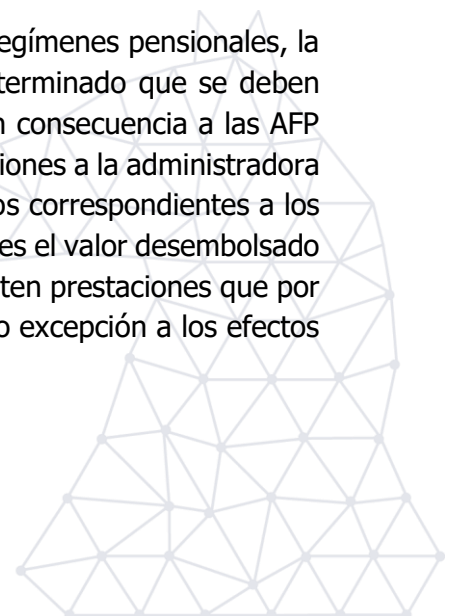 egímenes pensionales, la
terminado que se deben
n consecuencia a las AFP
iones a la administradora
os correspondientes a los
es el valor desembolsado
ten prestaciones que por
o excepción a los efectos